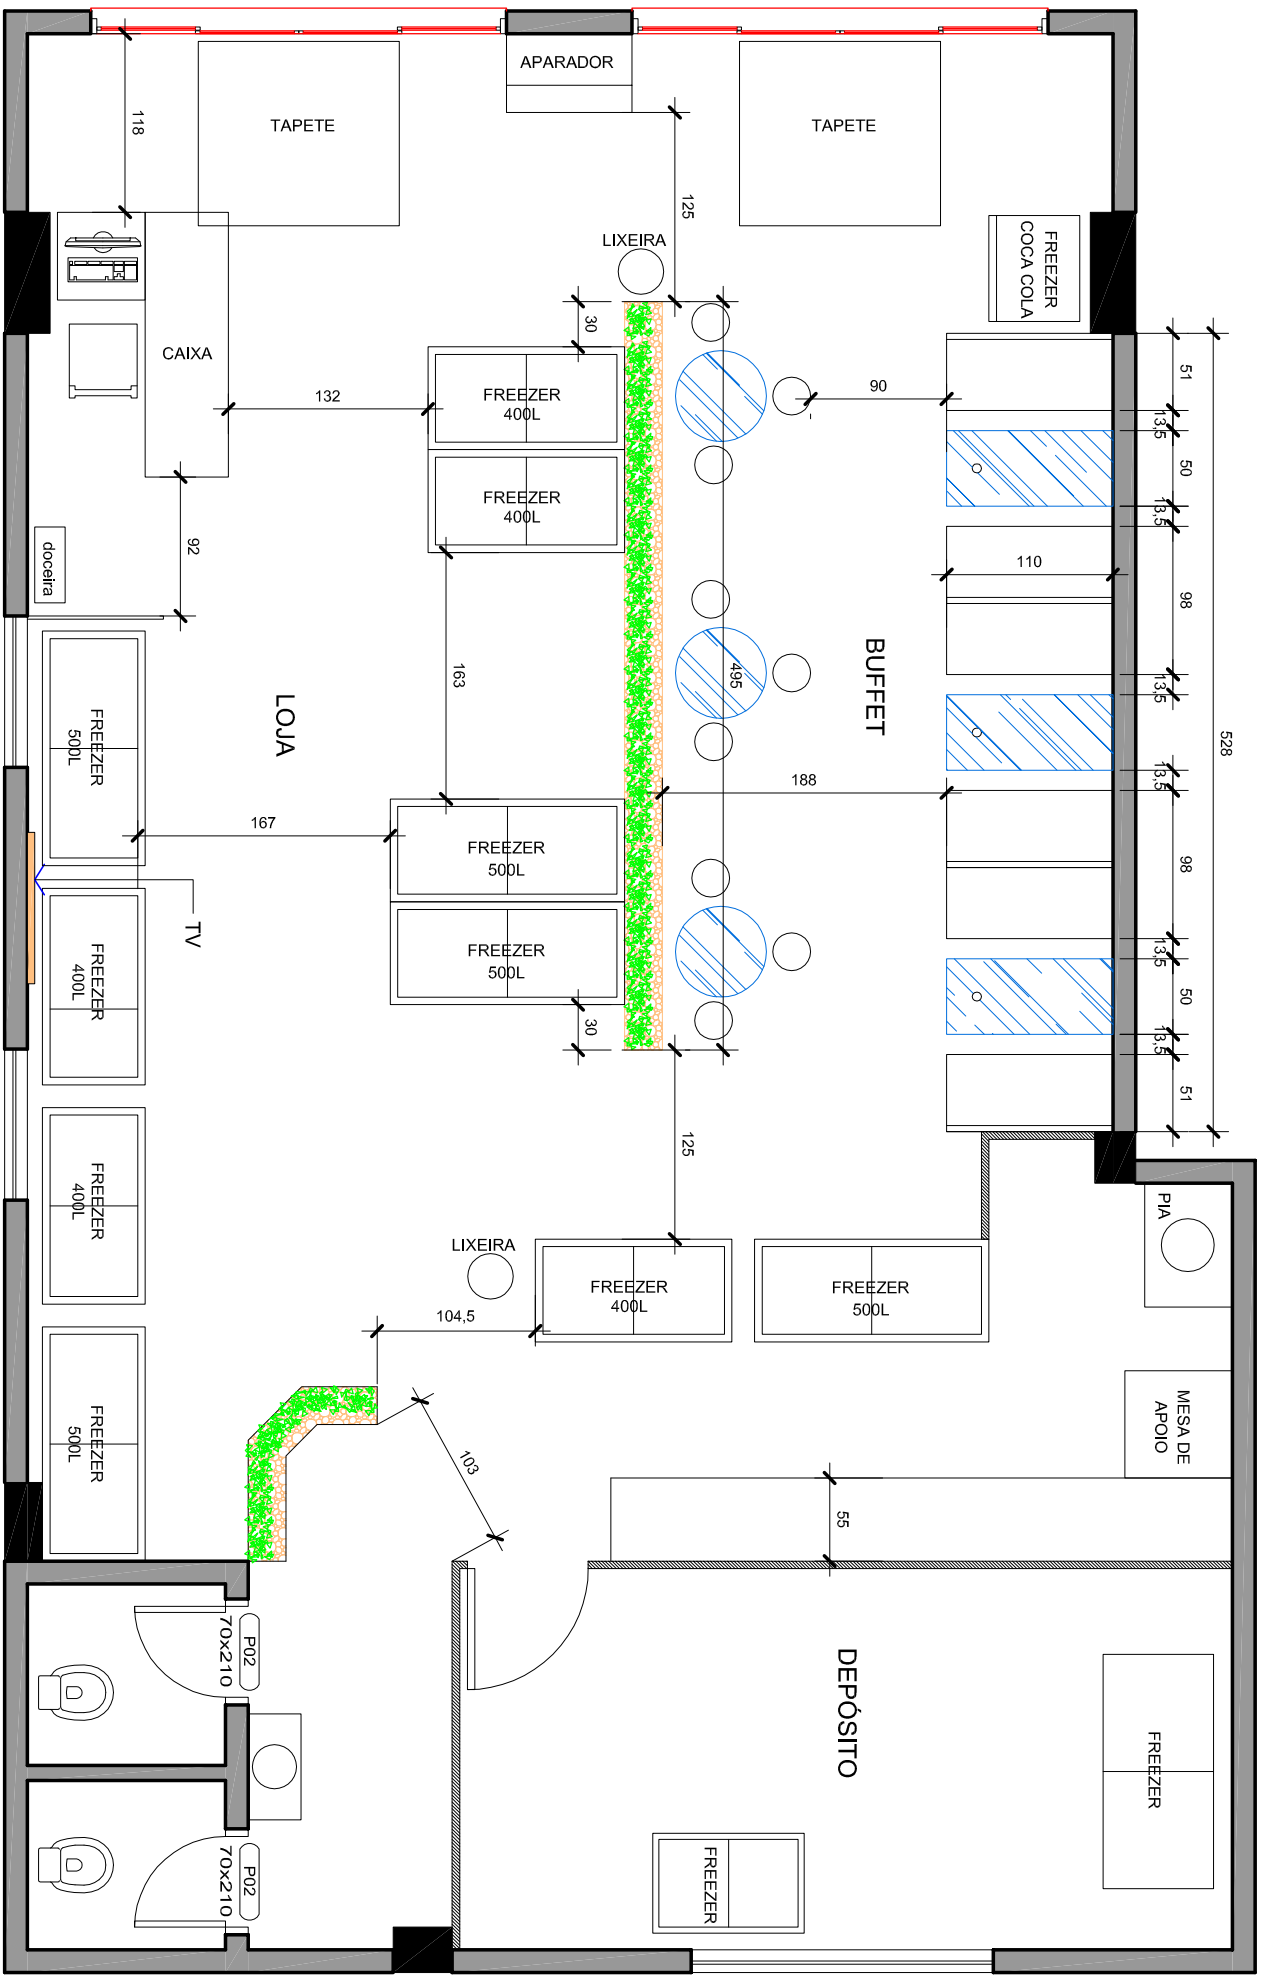 APARADOR
TAPETE
TAPETE
118
125
LIXEIRA
FREEZER
COCA COLA
30
CAIXA
51
13,5
132
FREEZER
400L
90
50
FREEZER
400L
13,5
528
92
doceira
110
98
163
495
BUFFET
LOJA
13,5
FREEZER
500L
188
13,5
167
FREEZER
500L
98
TV
FREEZER
400L
FREEZER
500L
13,5
50
30
13,5
51
125
FREEZER
400L
PIA
LIXEIRA
FREEZER
400L
FREEZER
500L
104,5
MESA DE
APOIO
FREEZER
500L
103
55
P02
70x210
DEPÓSITO
FREEZER
P02
70x210
FREEZER